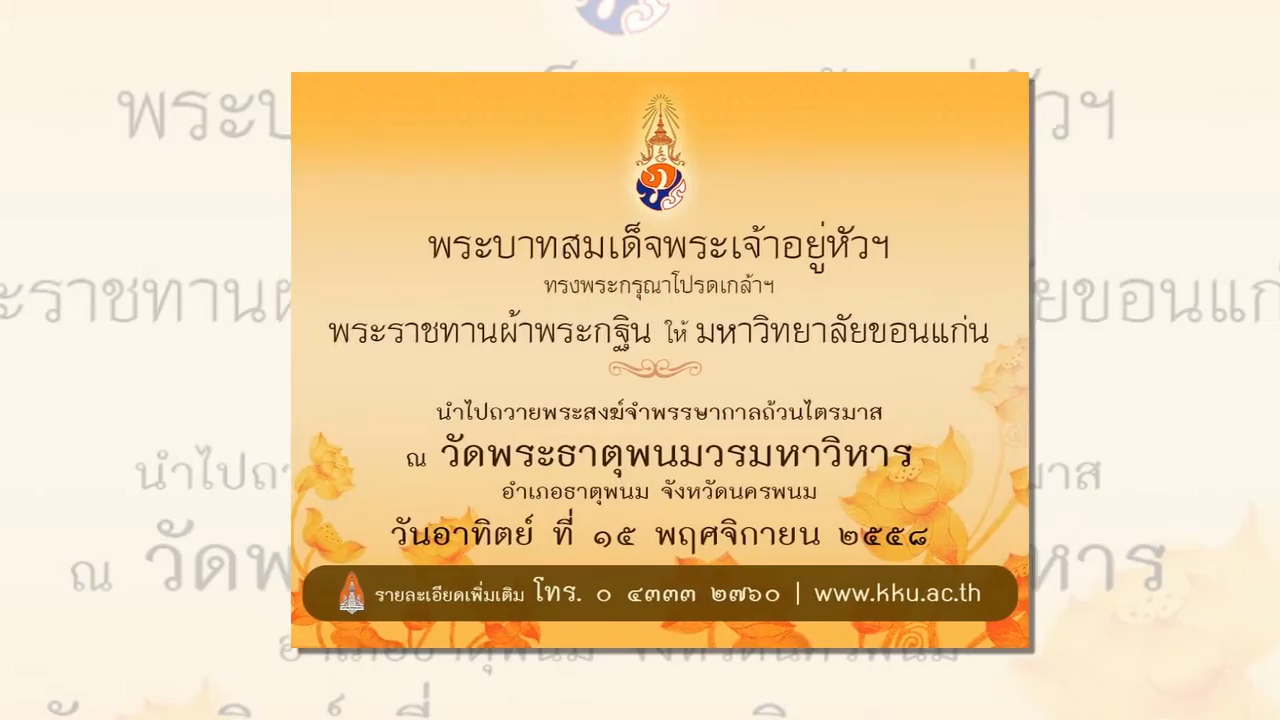 พระบาทสมเด็จพระเจ้าอยู่หัวฯ
ทรงพระกรุณาโปรดเกล้าฯ
พระราชทานผ้าพระกฐิน ให้ มหาวิทยาลัยขอนแก่น
นำไปถวายพระสงฆ์จำพรรษากาลถ้วนไตรมาส
ณ วัดพระธาตุพนมวรมหาวิหาร
อำเภอธาตุพนม จังหวัดนครพนม
วันอาทิตย์ ที่ ๑๕ พฤศจิกายน ๒๕๕๘
รายละเอียดเพิ่มเติม โทร. ๐ ๔๓๓๓ ๒๗๖๐ | www.kku.ac.th